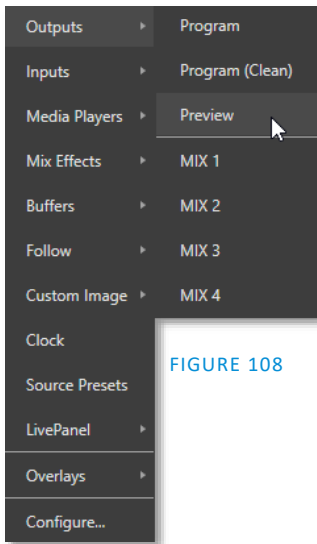 Outputs
Inputs
Media Players
Mix Effects
Buffers
Follow
Custom Image
Clock
Source Presets
LivePanel
Overlays
Configure...
Program
Program (Clean)
Preview
MIX 1
MIX 2
MIX 3
MIX 4
FIGURE 108